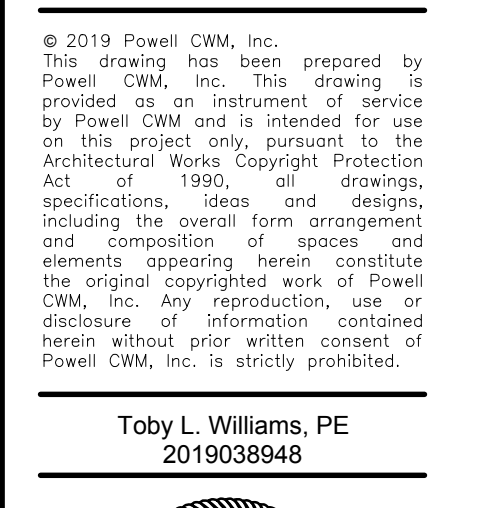 © 2019 Powell CWM, Inc.
This drawing has been prepared by
Powell CWM, Inc. This drawing is
provided as an instrument of service
by Powell CWM and is intended for use
on this project only, pursuant to the
Architectural Works Copyright Protection
Act of 1990, all drawings,
specifications, ideas and designs,
including the overall form arrangement
and composition of spaces and
elements appearing herein constitute
the original copyrighted work of Powell
CWM, Inc. Any reproduction, use or
disclosure of information contained
herein without prior written consent of
Powell CWM, Inc. is strictly prohibited.
Toby L. Williams, PE
2019038948